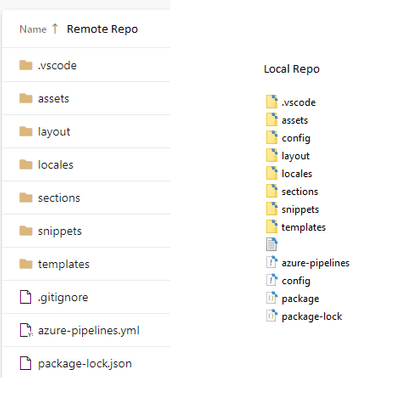 Name ↑ Remote Repo
.vscode
assets
layout
locales
sections
snippets
templates
.gitignore
azure-pipelines.yml
package-lock.json
Local Repo
.vscode
assets
config
layout
locales
sections
snippets
templates
azure-pipelines
config
package
package-lock